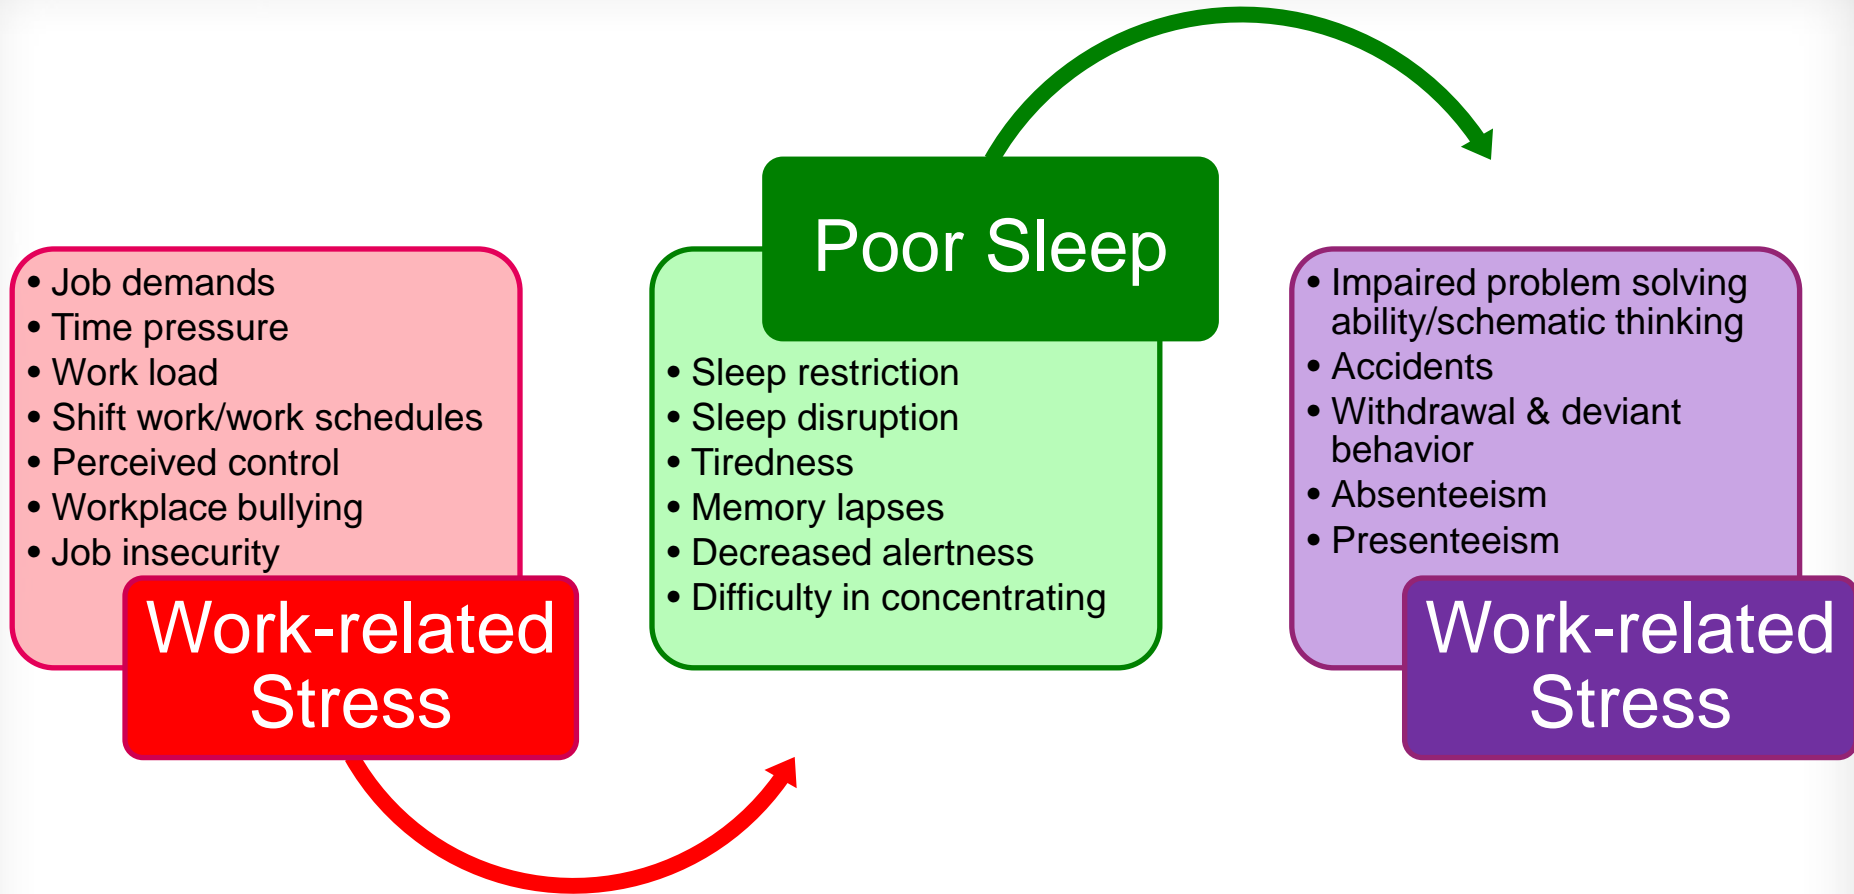 • Job demands
• Time pressure
• Work load
• Shift work/work schedules
• Perceived control
• Workplace bullying
• Job insecurity
Work-related
Stress
Poor Sleep
• Sleep restriction
• Sleep disruption
• Tiredness
• Memory lapses
• Decreased alertness
• Difficulty in concentrating
• Impaired problem solving
ability/schematic thinking
• Accidents
• Withdrawal & deviant
behavior
• Absenteeism
• Presenteeism
Work-related
Stress